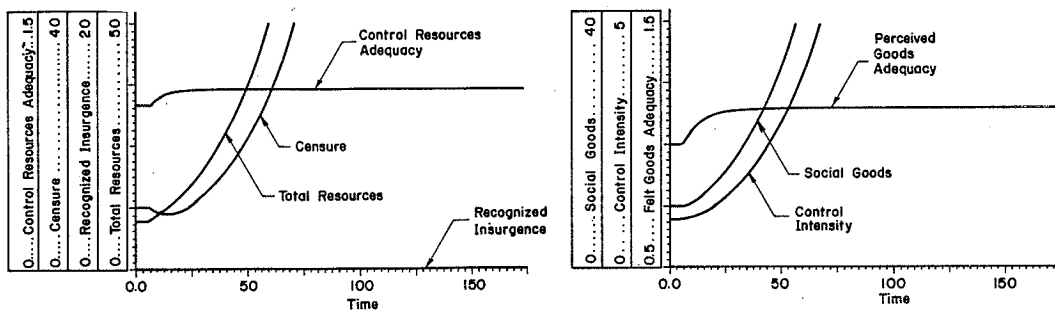 0....Control Resources Adequacy..1.5
0....Censure ..........40
0....Recognized Insurgence......20
0....Total Resources.......50
Control Resources
Adequacy
Censure
Total Resources
Recognized
Insurgence
0.0
50
100
150
Time
0.....Social Goods......40
0.....Control Intensity.....5
0.5....Felt Goods Adequacy....1.5
Perceived
Goods
Adequacy
Social Goods
Control
Intensity
0.0
50
100
150
Time